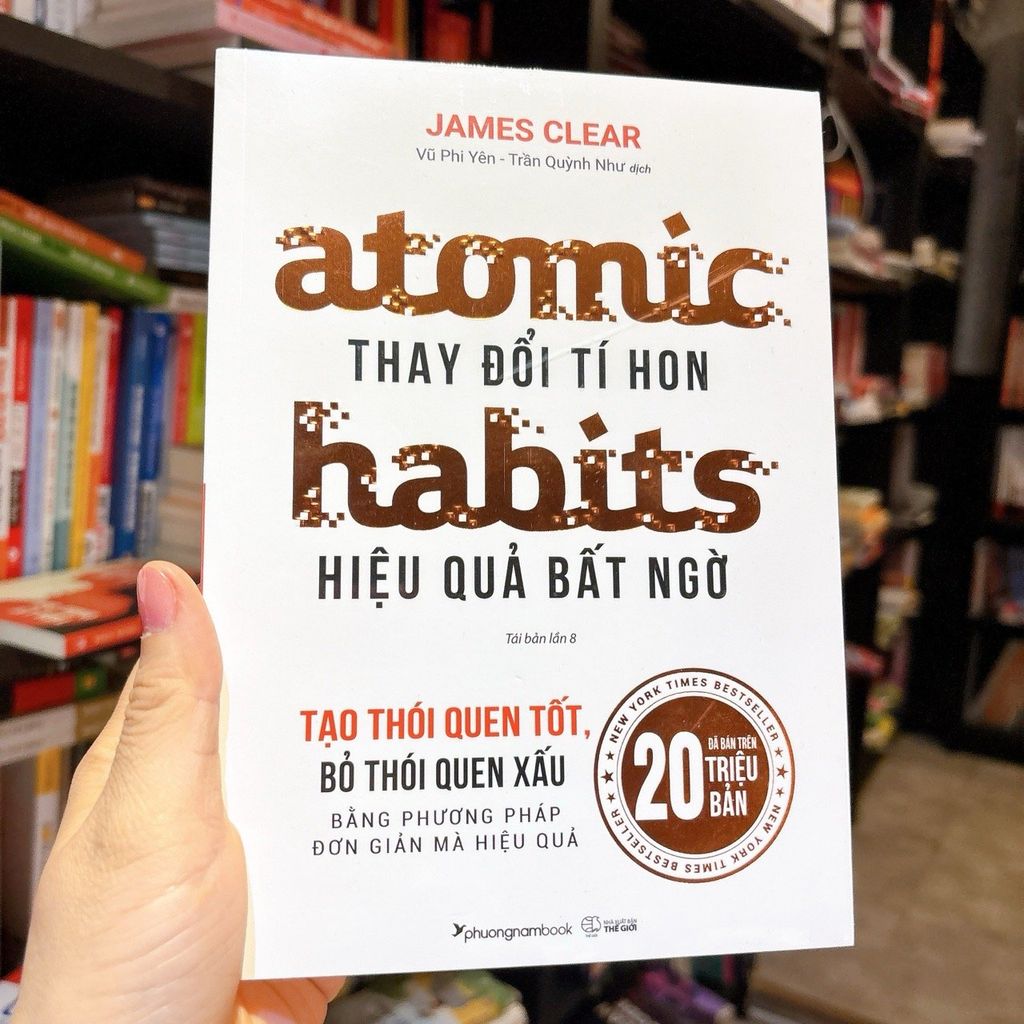 JAMES CLEAR
Vũ Phi Yên - Trần Quỳnh Như dịch
atomic
THAY ĐỔI TÍ HON
habits
HIỆU QUẢ BẤT NGỜ
Tái bản lần 8
TẠO THÓI QUEN TỐT,
BỎ THÓI QUEN XẤU
BẰNG PHƯƠNG PHÁP
ĐƠN GIẢN MÀ HIỆU QUẢ
★ NEW YORK TIMES BESTSELLER ★
20
ĐÃ BÁN TRÊN
TRIỆU
BẢN
★ NEW YORK TIMES BESTSELLER ★
phuongnambook
NHÀ XUẤT BẢN
THẾ GIỚI